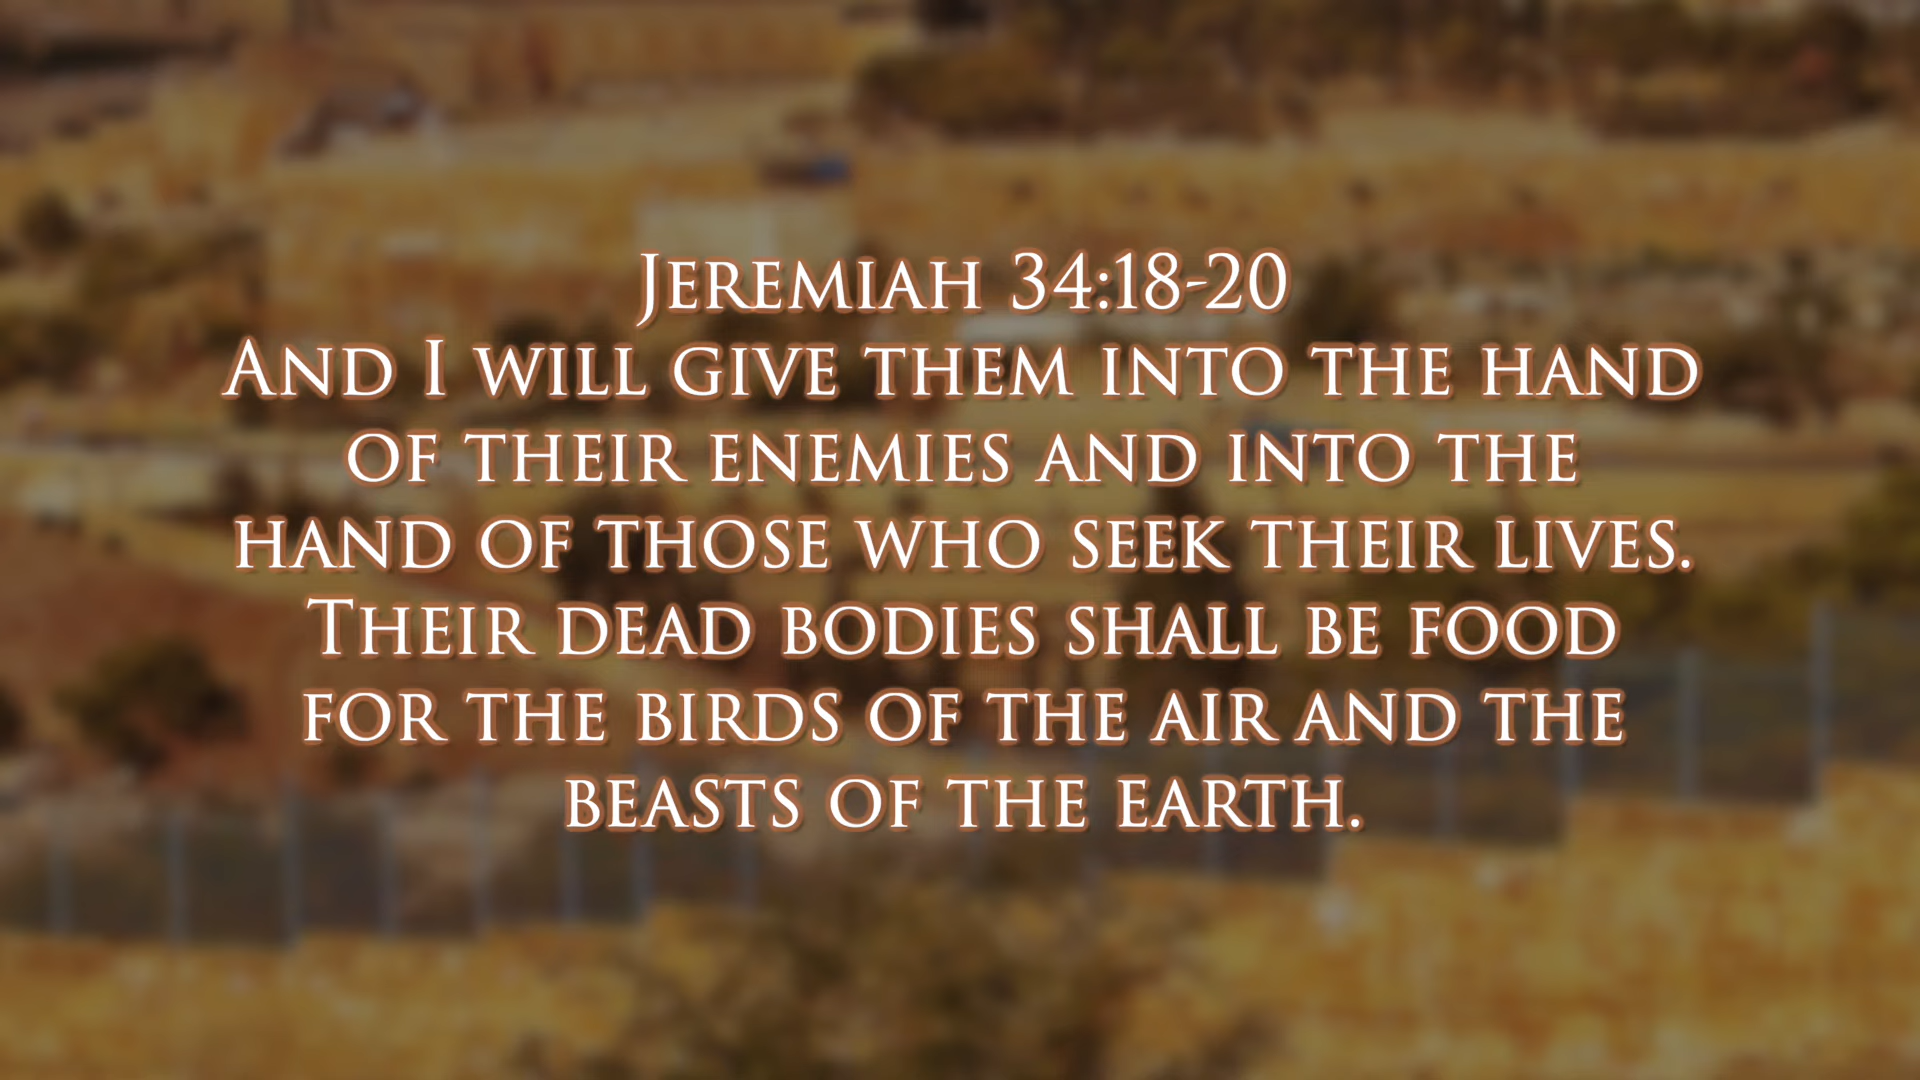 Jeremiah 34:18-20
And I will give them into the hand
of their enemies and into the
hand of those who seek their lives.
Their dead bodies shall be food
for the birds of the air and the
beasts of the earth.